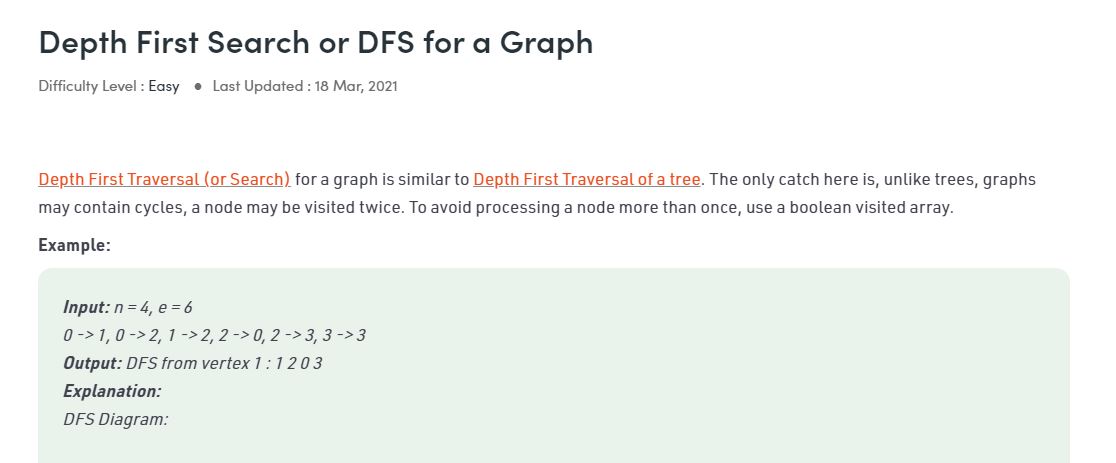 Depth First Search or DFS for a Graph
Difficulty Level : Easy ● Last Updated : 18 Mar, 2021
Depth First Traversal (or Search) for a graph is similar to Depth First Traversal of a tree. The only catch here is, unlike trees, graphs
may contain cycles, a node may be visited twice. To avoid processing a node more than once, use a boolean visited array.
Example:
Input: n = 4, e = 6
0 -> 1, 0 -> 2, 1 -> 2, 2 -> 0, 2 -> 3, 3 -> 3
Output: DFS from vertex 1 : 1 2 0 3
Explanation:
DFS Diagram: